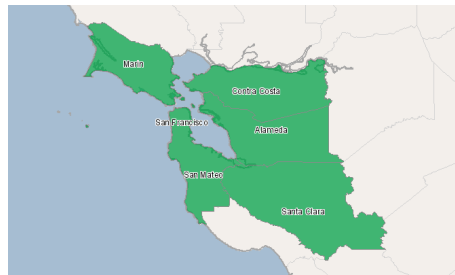 Marin
Contra Costa
San Francisco
Alameda
San Mateo
Santa Clara